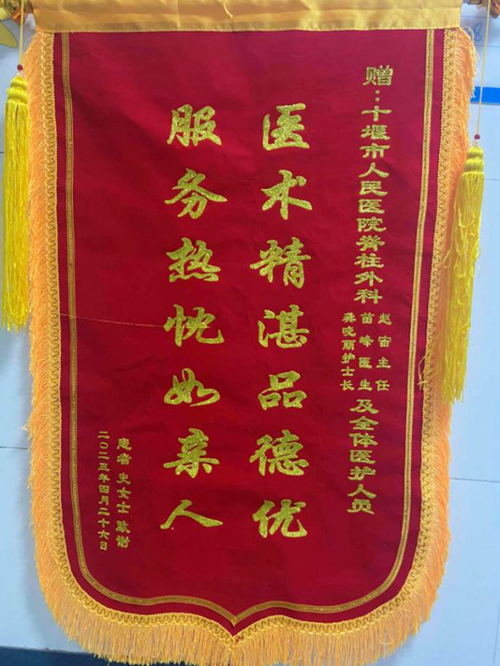 赠：十堰市人民医院脊柱外科
赵宙主任
苗峰医生
龚晓丽护士长
及全体医护人员
医术精湛品德优
服务热忱如亲人
患者史女士敬谢
二〇二三年四月二十六日